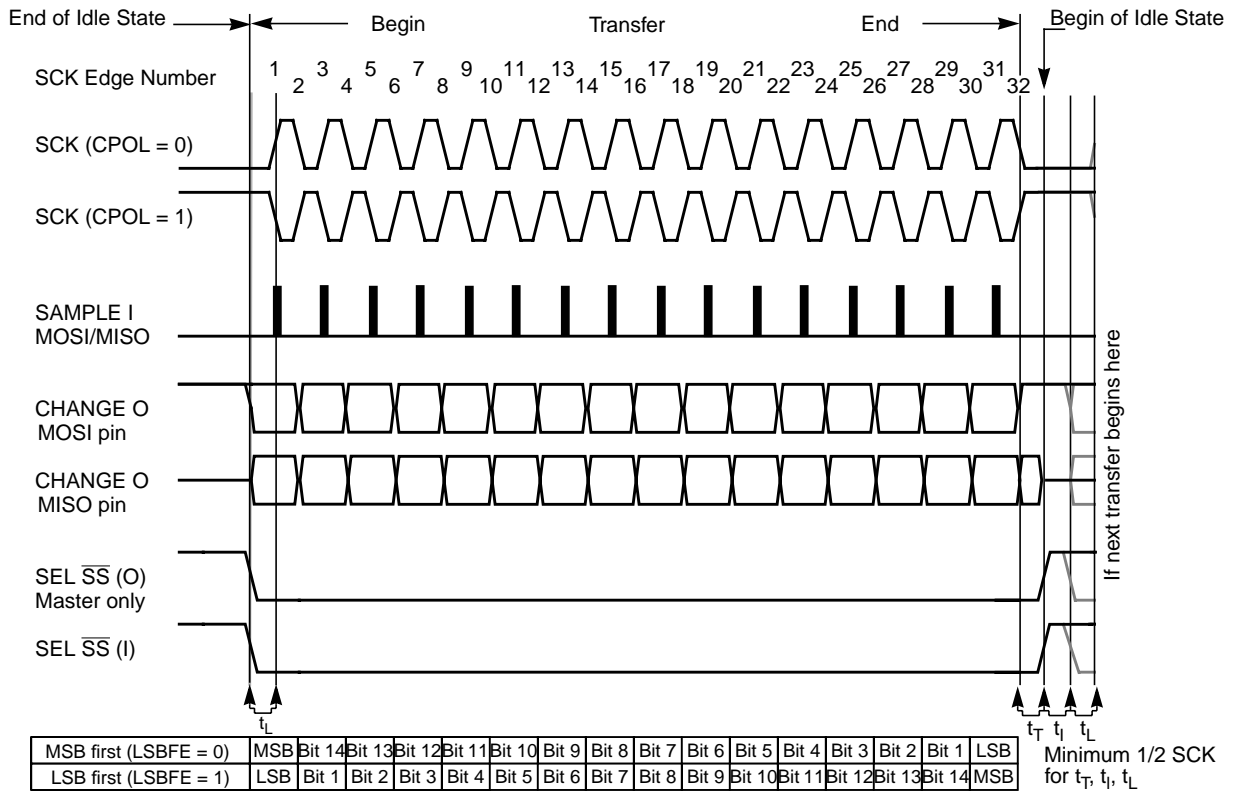 End of Idle State
Begin
Transfer
End
Begin of Idle State
SCK Edge Number
1 3 5 7 9 11 13 15 17 19 21 23 25 27 29 31
2 4 6 8 10 12 14 16 18 20 22 24 26 28 30 32
SCK (CPOL = 0)
SCK (CPOL = 1)
SAMPLE I
MOSI/MISO
CHANGE O
MOSI pin
CHANGE O
MISO pin
SEL SS (O)
Master only
SEL SS (I)
If next transfer begins here
tL
tT tI tL
MSB first (LSBFE = 0) MSB Bit 14 Bit 13 Bit 12 Bit 11 Bit 10 Bit 9 Bit 8 Bit 7 Bit 6 Bit 5 Bit 4 Bit 3 Bit 2 Bit 1 LSB
LSB first (LSBFE = 1) LSB Bit 1 Bit 2 Bit 3 Bit 4 Bit 5 Bit 6 Bit 7 Bit 8 Bit 9 Bit 10 Bit 11 Bit 12 Bit 13 Bit 14 MSB
Minimum 1/2 SCK
for tT, tI, tL